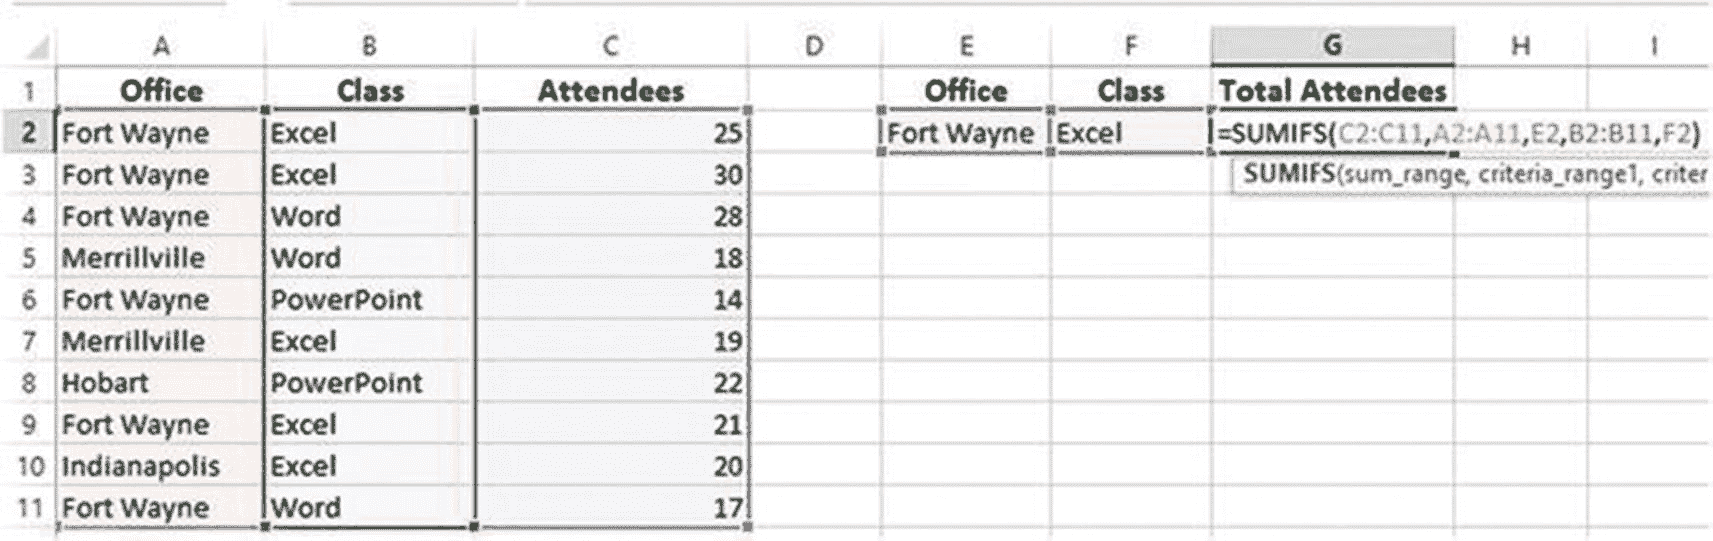 A B C D E F G H I
1 Office Class Attendees Office Class Total Attendees
2 Fort Wayne Excel 25 Fort Wayne Excel =SUMIFS(C2:C11,A2:A11,E2,B2:B11,F2)
3 Fort Wayne Excel 30 SUMIFS(sum_range, criteria_range1, criter
4 Fort Wayne Word 28
5 Merrillville Word 18
6 Fort Wayne PowerPoint 14
7 Merrillville Excel 19
8 Hobart PowerPoint 22
9 Fort Wayne Excel 21
10 Indianapolis Excel 20
11 Fort Wayne Word 17